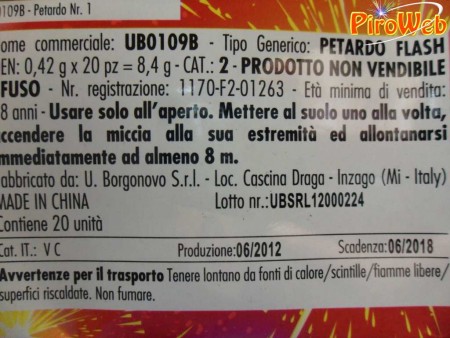 0109B - Petardo Nr. 1
PiroWeb
ome commerciale: UB0109B - Tipo Generico: PETARDO FLASH
EN: 0,42 g x 20 pz = 8,4 g - CAT.: 2 - PRODOTTO NON VENDIBILE
FUSO - Nr. registrazione: 1170-F2-01263 - Età minima di vendita:
8 anni - Usare solo all'aperto. Mettere al suolo uno alla volta,
ccendere la miccia alla sua estremità ed allontanarsi
mmediatamente ad almeno 8 m.
abbricato da: U. Borgonovo S.r.l. - Loc. Cascina Draga - Inzago (Mi - Italy)
MADE IN CHINA Lotto nr.:UBSRL12000224
Contiene 20 unità
Cat. IT.: V C Produzione:06/2012 Scadenza:06/2018
Avvertenze per il trasporto Tenere lontano da fonti di calore/scintille/fiamme libere/
superfici riscaldate. Non fumare.